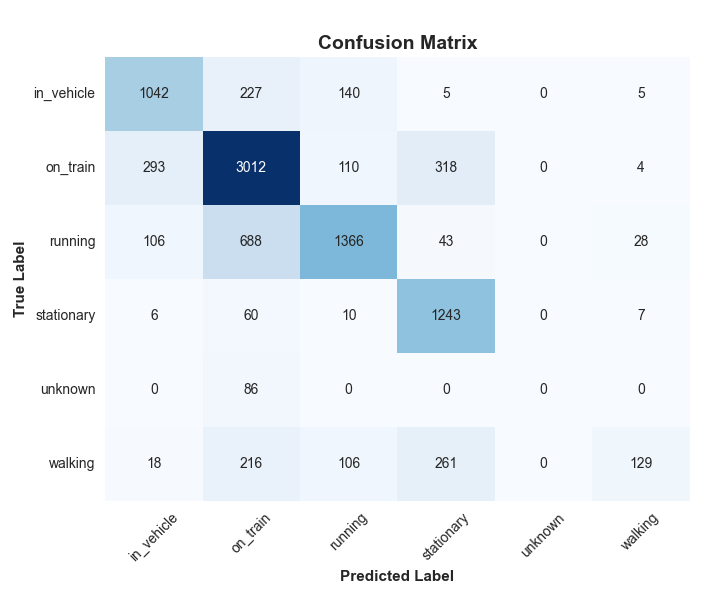 Confusion Matrix
in_vehicle 1042 227 140 5 0 5
on_train 293 3012 110 318 0 4
running 106 688 1366 43 0 28
stationary 6 60 10 1243 0 7
unknown 0 86 0 0 0 0
walking 18 216 106 261 0 129
in_vehicle on_train running stationary unknown walking
Predicted Label
True Label